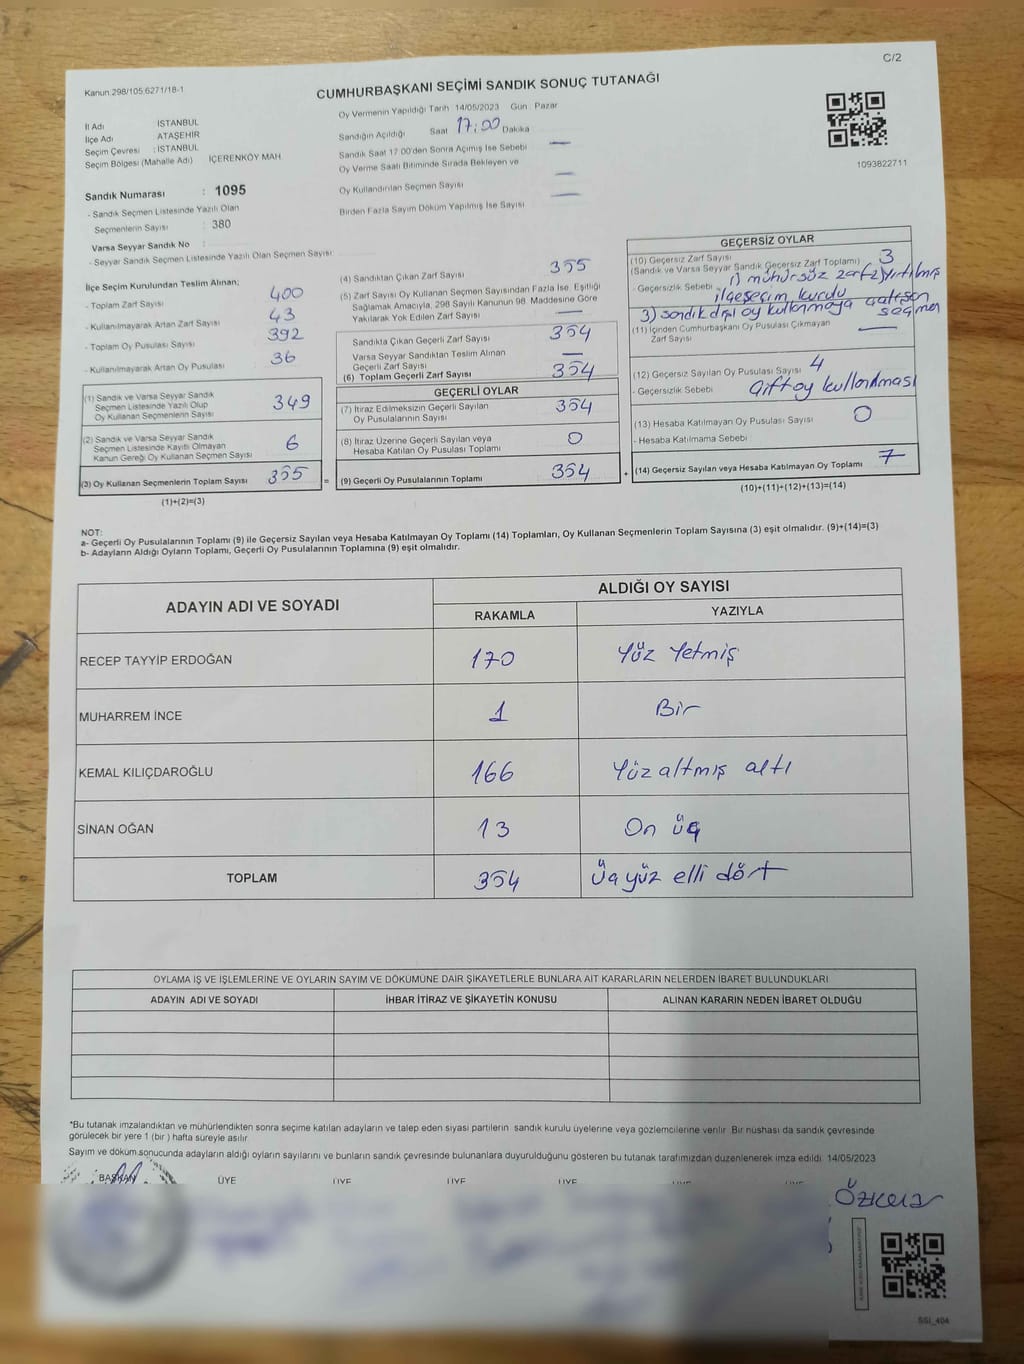 C/2
Kanun:298/105,6271/18-1
CUMHURBAŞKANI SEÇİMİ SANDIK SONUÇ TUTANAĞI
Oy Vermenin Yapıldığı Tarih 14/05/2023 Gün : Pazar
İl Adı İSTANBUL
İlçe Adı ATAŞEHİR
Seçim Çevresi : İSTANBUL
Seçim Bölgesi (Mahalle Adı) İÇERENKÖY MAH
Sandığın Açıldığı Saat 17:00 Dakika
Sandık Saat 17 00'den Sonra Açımış İse Sebebi —
Oy Verme Saati Bitiminde Sırada Bekleyen ve
Oy Kullandırılan Seçmen Sayısı —
Birden Fazla Sayım Döküm Yapılmış İse Sayısı —
1093822711
Sandık Numarası : 1095
- Sandık Seçmen Listesinde Yazılı Olan
Seçmenlerin Sayısı : 380
Varsa Seyyar Sandık No :
- Seyyar Sandık Seçmen Listesinde Yazılı Olan Seçmen Sayısı:
İlçe Seçim Kurulundan Teslim Alınan;
- Toplam Zarf Sayısı 400
- Kullanılmayarak Artan Zarf Sayısı 43
- Toplam Oy Pusulası Sayısı 392
- Kullanılmayarak Artan Oy Pusulası 36
(1) Sandık ve Varsa Seyyar Sandık
Seçmen Listesinde Yazılı Olup
Oy Kullanan Seçmenlerin Sayısı 349
(2) Sandık ve Varsa Seyyar Sandık
Seçmen Listesinde Kayıtlı Olmayan
Kanun Gereği Oy Kullanan Seçmen Sayısı 6
(3) Oy Kullanan Seçmenlerin Toplam Sayısı 355 =
(1)+(2)=(3)
(4) Sandıktan Çıkan Zarf Sayısı 355
(5) Zarf Sayısı Oy Kullanan Seçmen Sayısından Fazla İse, Eşitliği
Sağlamak Amacıyla, 298 Sayılı Kanunun 98. Maddesine Göre
Yakılarak Yok Edilen Zarf Sayısı —
Sandıkta Çıkan Geçerli Zarf Sayısı 354
Varsa Seyyar Sandıktan Teslim Alınan
Geçerli Zarf Sayısı —
(6) Toplam Geçerli Zarf Sayısı 354
GEÇERLİ OYLAR
(7) İtiraz Edilmeksizin Geçerli Sayılan
Oy Pusulalarının Sayısı 354
(8) İtiraz Üzerine Geçerli Sayılan veya
Hesaba Katılan Oy Pusulası Toplamı 0
(9) Geçerli Oy Pusulalarının Toplamı 354 +
GEÇERSİZ OYLAR
(10) Geçersiz Zarf Sayısı 3
(Sandık ve Varsa Seyyar Sandık Geçersiz Zarf Toplamı)
- Geçersizlik Sebebi 1) mühürsüz zarf 2) yırtılmış
ilçe seçim kurulu
3) sandık dışı oy kullanmaya çalışan seçmen
(11) İçinden Cumhurbaşkanı Oy Pusulası Çıkmayan
Zarf Sayısı —
(12) Geçersiz Sayılan Oy Pusulası Sayısı 4
- Geçersizlik Sebebi Çift oy kullanılması
(13) Hesaba Katılmayan Oy Pusulası Sayısı 0
- Hesaba Katılmama Sebebi
(14) Geçersiz Sayılan veya Hesaba Katılmayan Oy Toplamı 7
(10)+(11)+(12)+(13)=(14)
NOT:
a- Geçerli Oy Pusulalarının Toplamı (9) ile Geçersiz Sayılan veya Hesaba Katılmayan Oy Toplamı (14) Toplamları, Oy Kullanan Seçmenlerin Toplam Sayısına (3) eşit olmalıdır. (9)+(14)=(3)
b- Adayların Aldığı Oyların Toplamı, Geçerli Oy Pusulalarının Toplamına (9) eşit olmalıdır.
ADAYIN ADI VE SOYADI ALDIĞI OY SAYISI
RAKAMLA YAZIYLA
RECEP TAYYİP ERDOĞAN 170 Yüz Yetmiş
MUHARREM İNCE 1 Bir
KEMAL KILIÇDAROĞLU 166 Yüz altmış altı
SİNAN OĞAN 13 On üç
TOPLAM 354 Üçyüz elli dört
OYLAMA İŞ VE İŞLEMLERİNE VE OYLARIN SAYIM VE DÖKÜMÜNE DAİR ŞİKAYETLERLE BUNLARA AİT KARARLARIN NELERDEN İBARET BULUNDUKLARI
ADAYIN ADI VE SOYADI İHBAR İTİRAZ VE ŞİKAYETİN KONUSU ALINAN KARARIN NEDEN İBARET OLDUĞU
*Bu tutanak imzalandıktan ve mühürlendikten sonra seçime katılan adayların ve talep eden siyasi partilerin sandık kurulu üyelerine veya gözlemcilerine verilir. Bir nüshası da sandık çevresinde
görülecek bir yere 1 (bir ) hafta süreyle asılır
Sayım ve döküm sonucunda adayların aldığı oyların sayılarını ve bunların sandık çevresinde bulunanlara duyurulduğunu gösteren bu tutanak tarafımızdan düzenlenerek imza edildi. 14/05/2023
BAŞKAN ÜYE ÜYE ÜYE ÜYE
SSI_404